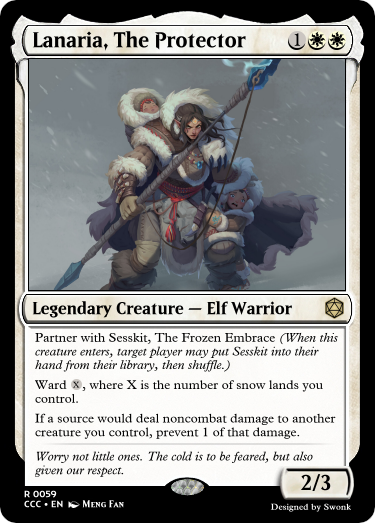 Lanaria, The Protector 1
Legendary Creature — Elf Warrior
Partner with Sesskit, The Frozen Embrace (When this
creature enters, target player may put Sesskit into their
hand from their library, then shuffle.)
Ward X, where X is the number of snow lands you
control.
If a source would deal noncombat damage to another
creature you control, prevent 1 of that damage.
Worry not little ones. The cold is to be feared, but also
given our respect.
2/3
R 0059
CCC • EN Meng Fan
Designed by Swonk